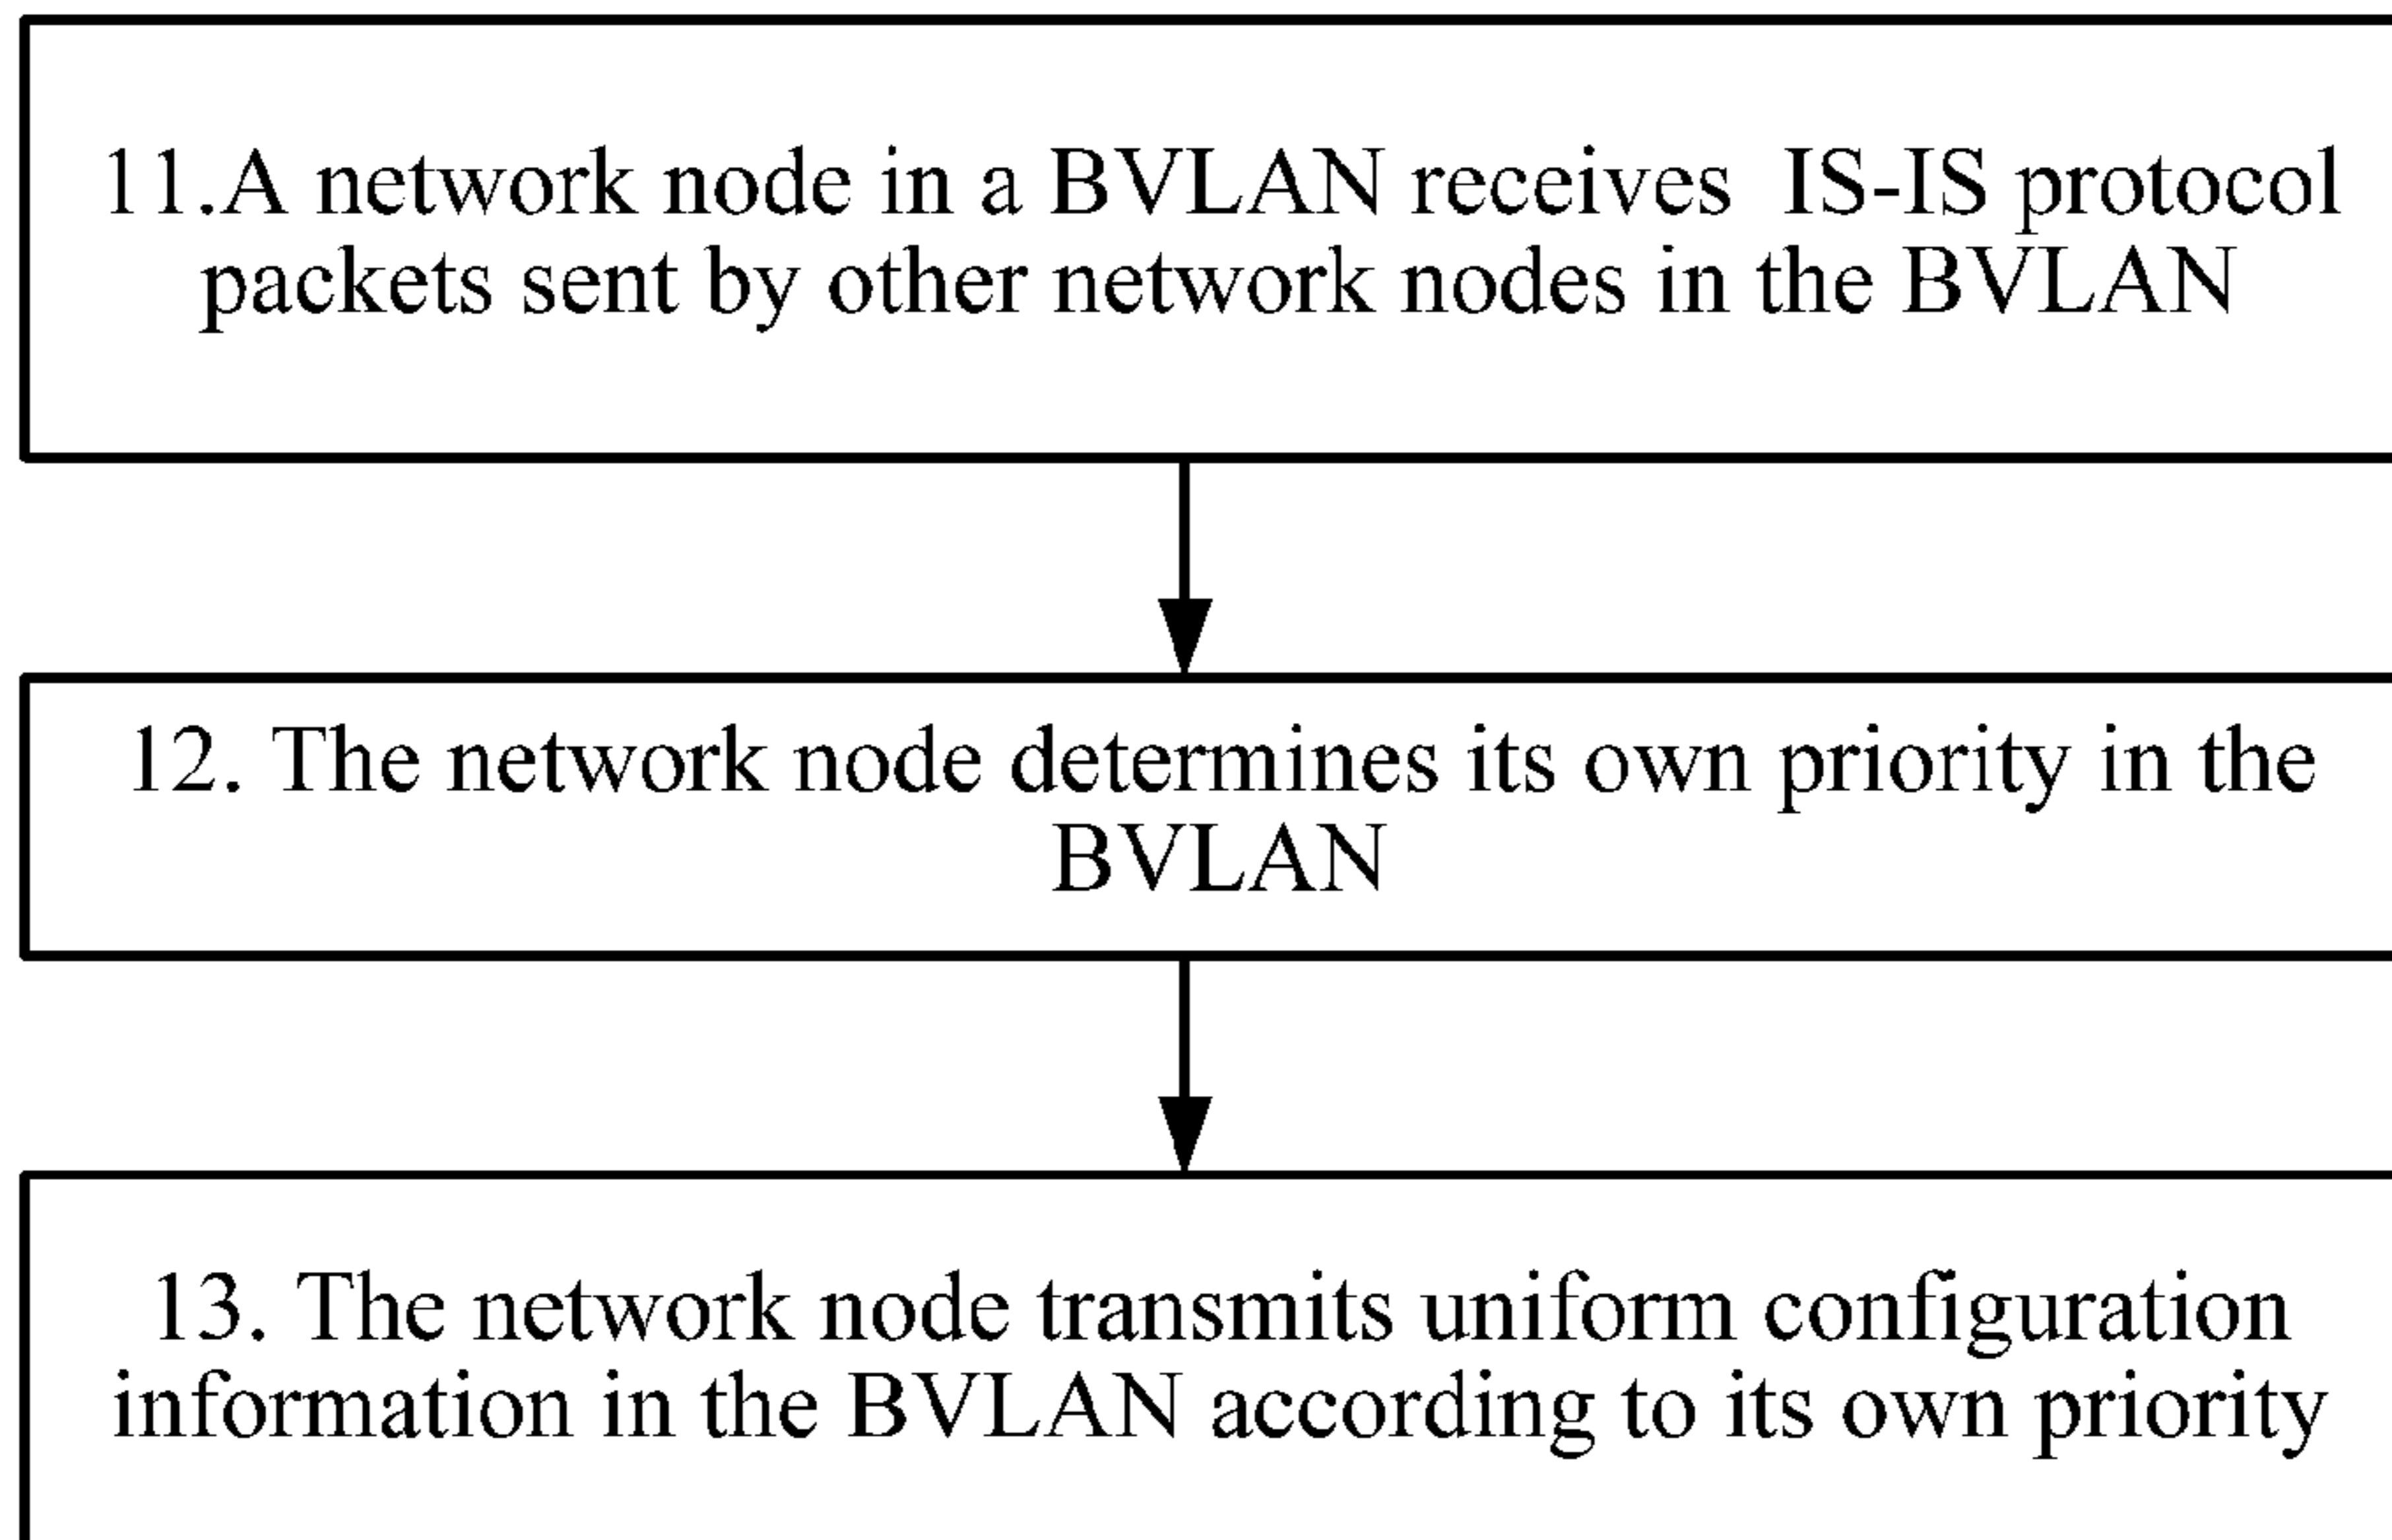 11.A network node in a BVLAN receives IS-IS protocol
packets sent by other network nodes in the BVLAN
12. The network node determines its own priority in the
BVLAN
13. The network node transmits uniform configuration
information in the BVLAN according to its own priority